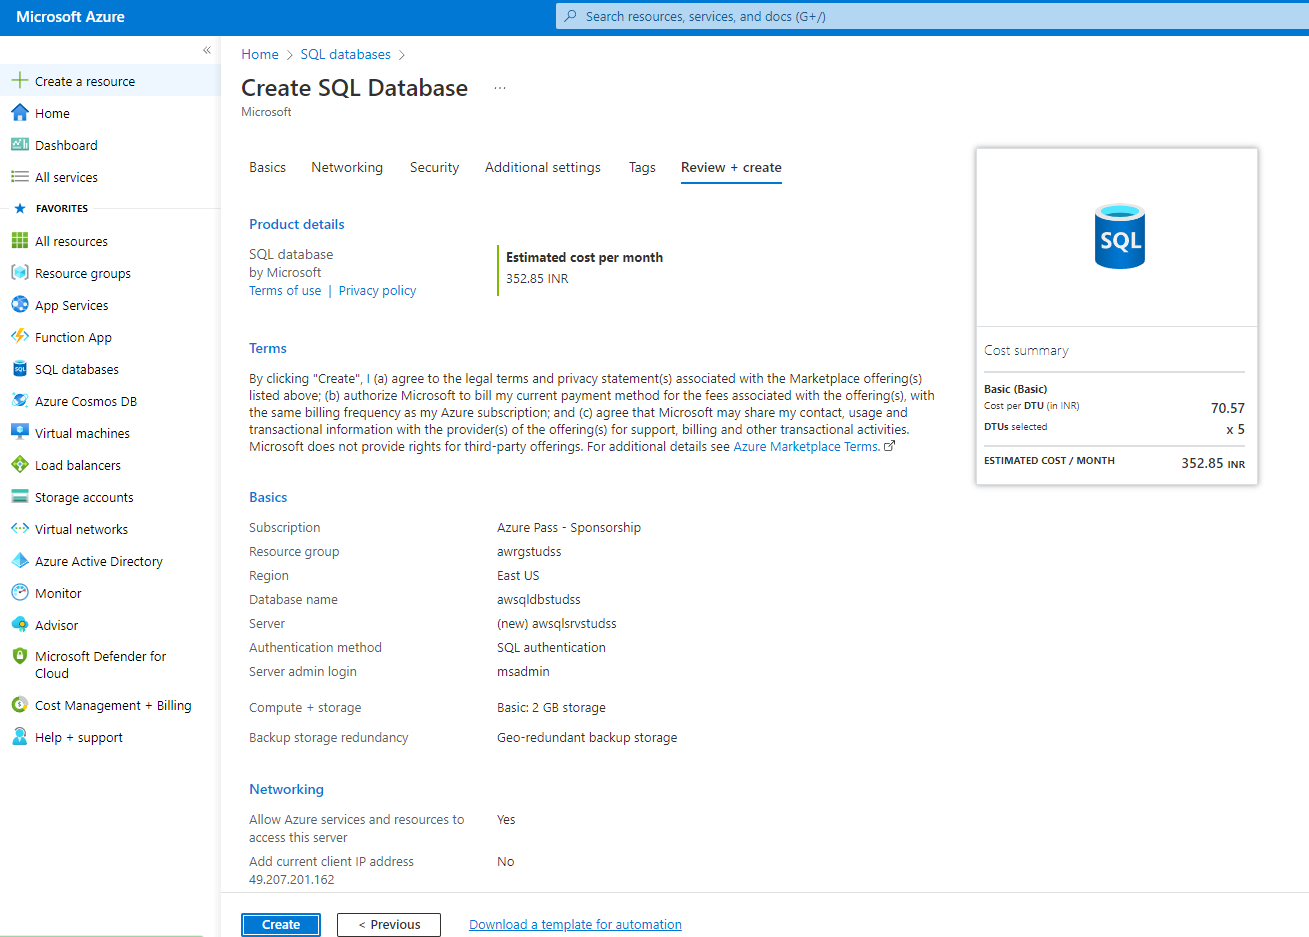 Microsoft Azure
Search resources, services, and docs (G+/)
«
Create a resource
Home
Dashboard
All services
FAVORITES
All resources
Resource groups
App Services
Function App
SQL databases
Azure Cosmos DB
Virtual machines
Load balancers
Storage accounts
Virtual networks
Azure Active Directory
Monitor
Advisor
Microsoft Defender for
Cloud
Cost Management + Billing
Help + support
Home > SQL databases >
Create SQL Database ...
Microsoft
Basics Networking Security Additional settings Tags Review + create
Product details
SQL database
by Microsoft
Terms of use | Privacy policy
Estimated cost per month
352.85 INR
Terms
By clicking "Create", I (a) agree to the legal terms and privacy statement(s) associated with the Marketplace offering(s)
listed above; (b) authorize Microsoft to bill my current payment method for the fees associated with the offering(s), with
the same billing frequency as my Azure subscription; and (c) agree that Microsoft may share my contact, usage and
transactional information with the provider(s) of the offering(s) for support, billing and other transactional activities.
Microsoft does not provide rights for third-party offerings. For additional details see Azure Marketplace Terms.
Basics
Subscription Azure Pass - Sponsorship
Resource group awrgstudss
Region East US
Database name awsqldbstudss
Server (new) awsqlsrvstudss
Authentication method SQL authentication
Server admin login msadmin
Compute + storage Basic: 2 GB storage
Backup storage redundancy Geo-redundant backup storage
Networking
Allow Azure services and resources to Yes
access this server
Add current client IP address No
49.207.201.162
Create < Previous Download a template for automation
SQL
Cost summary
Basic (Basic)
Cost per DTU (in INR) 70.57
DTUs selected x 5
ESTIMATED COST / MONTH 352.85 INR